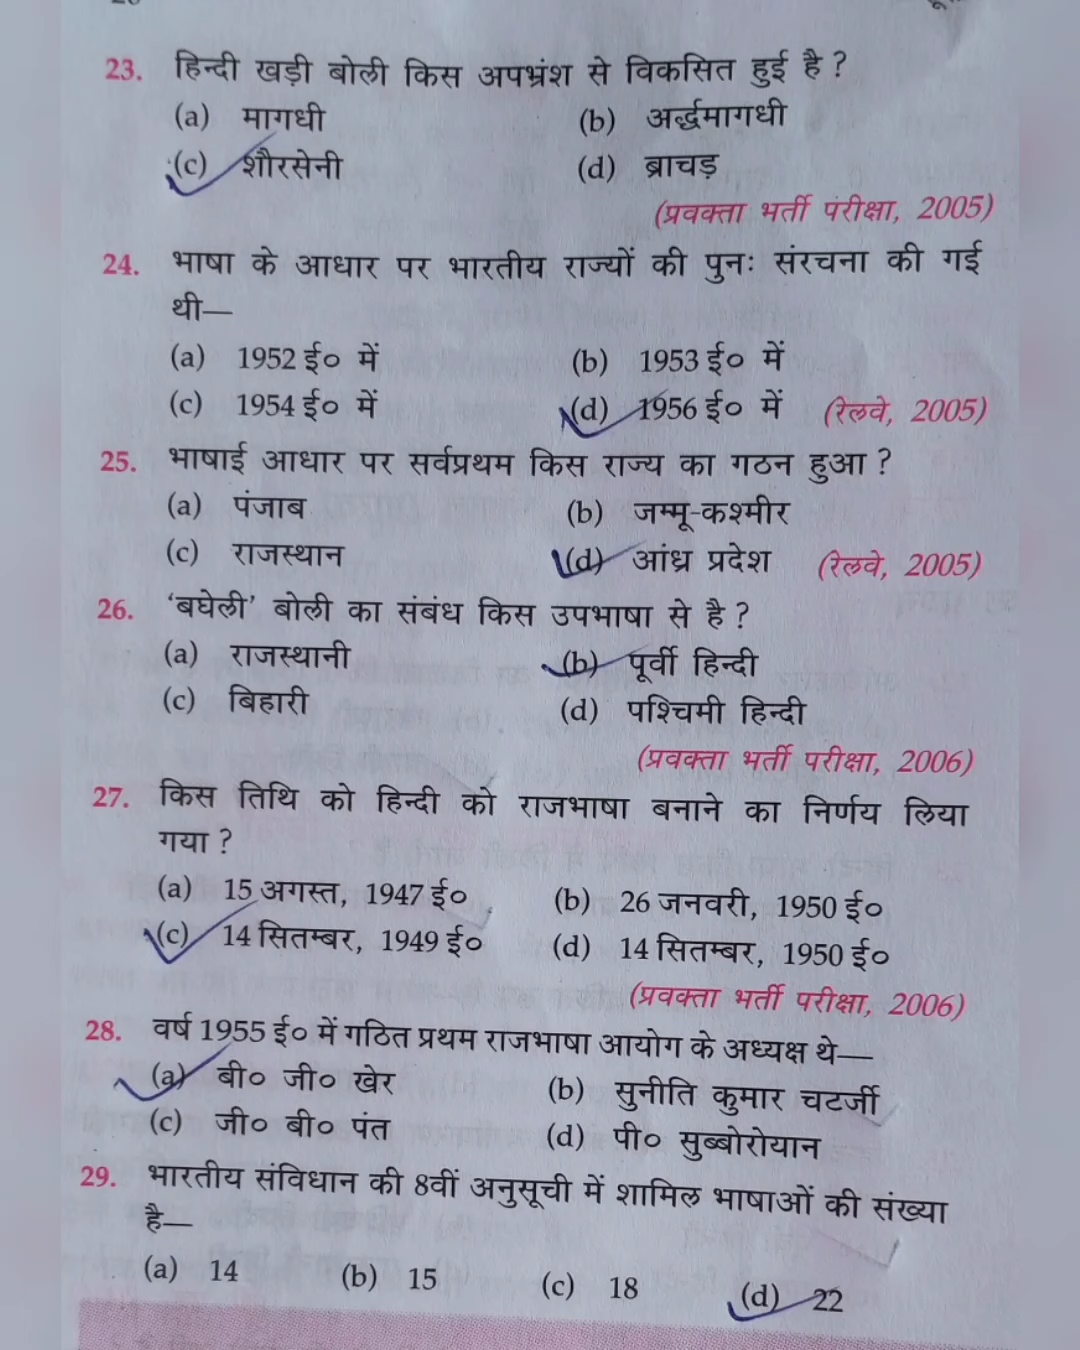 23. हिन्दी खड़ी बोली किस अपभ्रंश से विकसित हुई है ?
(a) मागधी (b) अर्द्धमागधी
(c) शौरसेनी (d) ब्राचड़
(प्रवक्ता भर्ती परीक्षा, 2005)
24. भाषा के आधार पर भारतीय राज्यों की पुनः संरचना की गई
थी—
(a) 1952 ई० में (b) 1953 ई० में
(c) 1954 ई० में (d) 1956 ई० में (रेलवे, 2005)
25. भाषाई आधार पर सर्वप्रथम किस राज्य का गठन हुआ ?
(a) पंजाब (b) जम्मू-कश्मीर
(c) राजस्थान (d) आंध्र प्रदेश (रेलवे, 2005)
26. ‘बघेली’ बोली का संबंध किस उपभाषा से है ?
(a) राजस्थानी (b) पूर्वी हिन्दी
(c) बिहारी (d) पश्चिमी हिन्दी
(प्रवक्ता भर्ती परीक्षा, 2006)
27. किस तिथि को हिन्दी को राजभाषा बनाने का निर्णय लिया
गया ?
(a) 15 अगस्त, 1947 ई० (b) 26 जनवरी, 1950 ई०
(c) 14 सितम्बर, 1949 ई० (d) 14 सितम्बर, 1950 ई०
(प्रवक्ता भर्ती परीक्षा, 2006)
28. वर्ष 1955 ई० में गठित प्रथम राजभाषा आयोग के अध्यक्ष थे—
(a) बी० जी० खेर (b) सुनीति कुमार चटर्जी
(c) जी० बी० पंत (d) पी० सुब्बोरोयान
29. भारतीय संविधान की 8वीं अनुसूची में शामिल भाषाओं की संख्या
है—
(a) 14 (b) 15 (c) 18 (d) 22